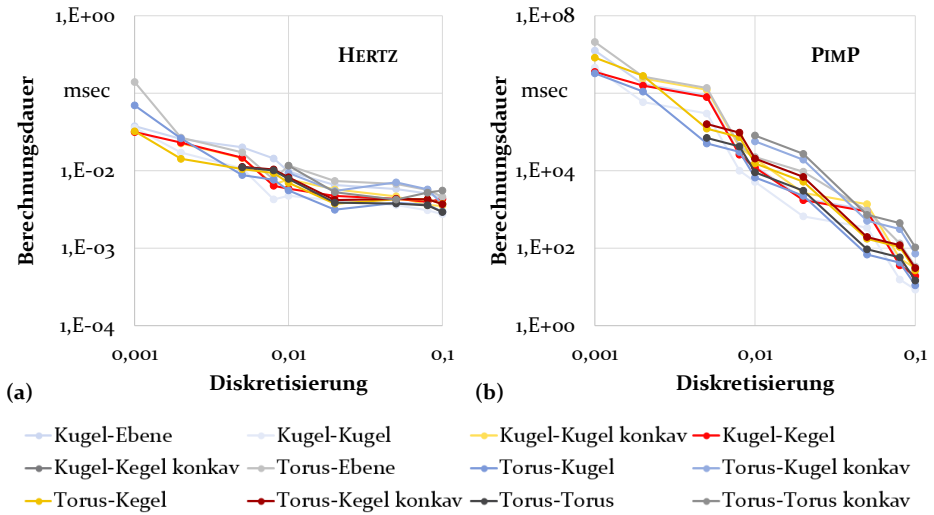 1,E+00
msec
1,E-02
1,E-03
1,E-04
Berechnungsdauer
HERTZ
0,001
0,01
0,1
Diskretisierung
(a)
1,E+08
msec
1,E+04
1,E+02
1,E+00
Berechnungsdauer
PIMP
0,001
0,01
0,1
Diskretisierung
(b)
Kugel-Ebene
Kugel-Kugel
Kugel-Kugel konkav
Kugel-Kegel
Kugel-Kegel konkav
Torus-Ebene
Torus-Kugel
Torus-Kugel konkav
Torus-Kegel
Torus-Kegel konkav
Torus-Torus
Torus-Torus konkav